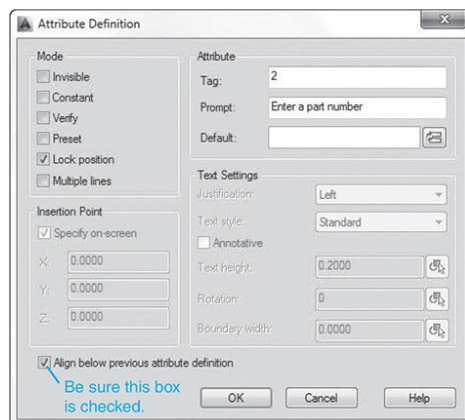 Attribute Definition
Mode
Invisible
Constant
Verify
Preset
Lock position
Multiple lines
Attribute
Tag: 2
Prompt: Enter a part number
Default:
Insertion Point
Specify on-screen
X: 0.0000
Y: 0.0000
Z: 0.0000
Text Settings
Justification: Left
Text style: Standard
Annotative
Text height: 0.2000
Rotation: 0
Boundary width: 0.0000
Align below previous attribute definition
Be sure this box
is checked.
OK Cancel Help